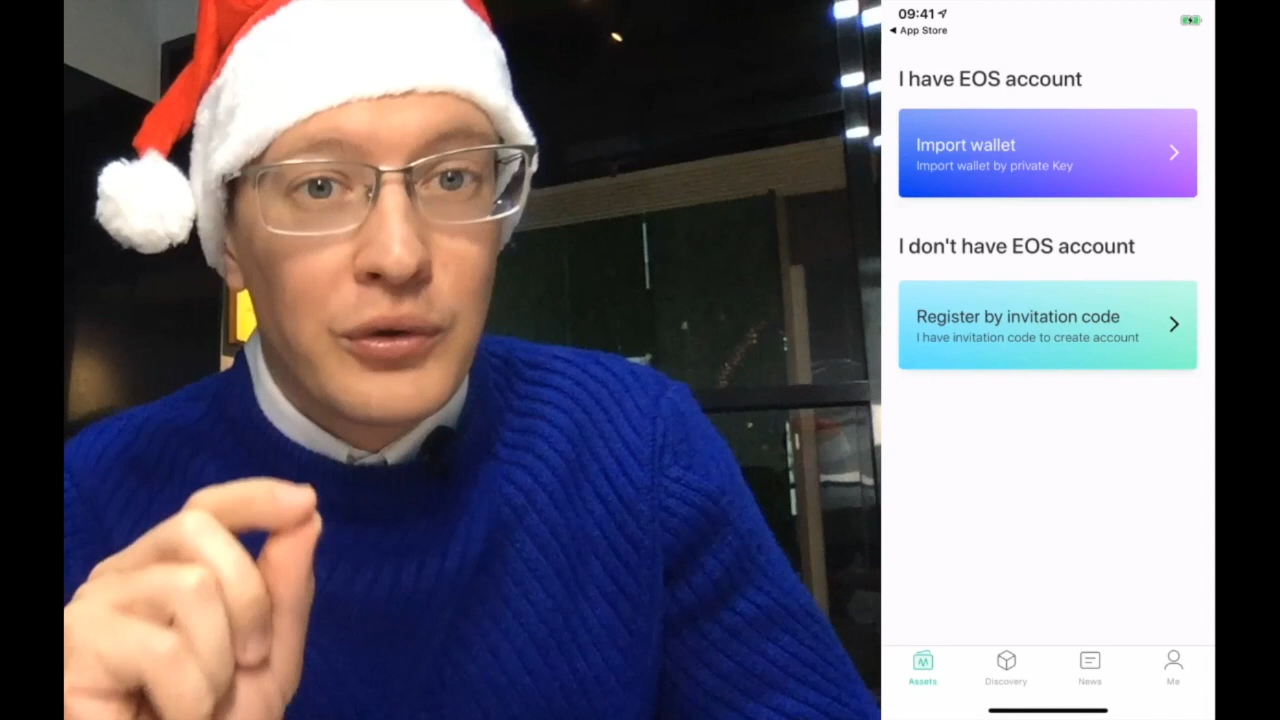 09:41
◀ App Store
I have EOS account
Import wallet
Import wallet by private Key
I don't have EOS account
Register by invitation code
I have invitation code to create account
Assets
Discovery
News
Me